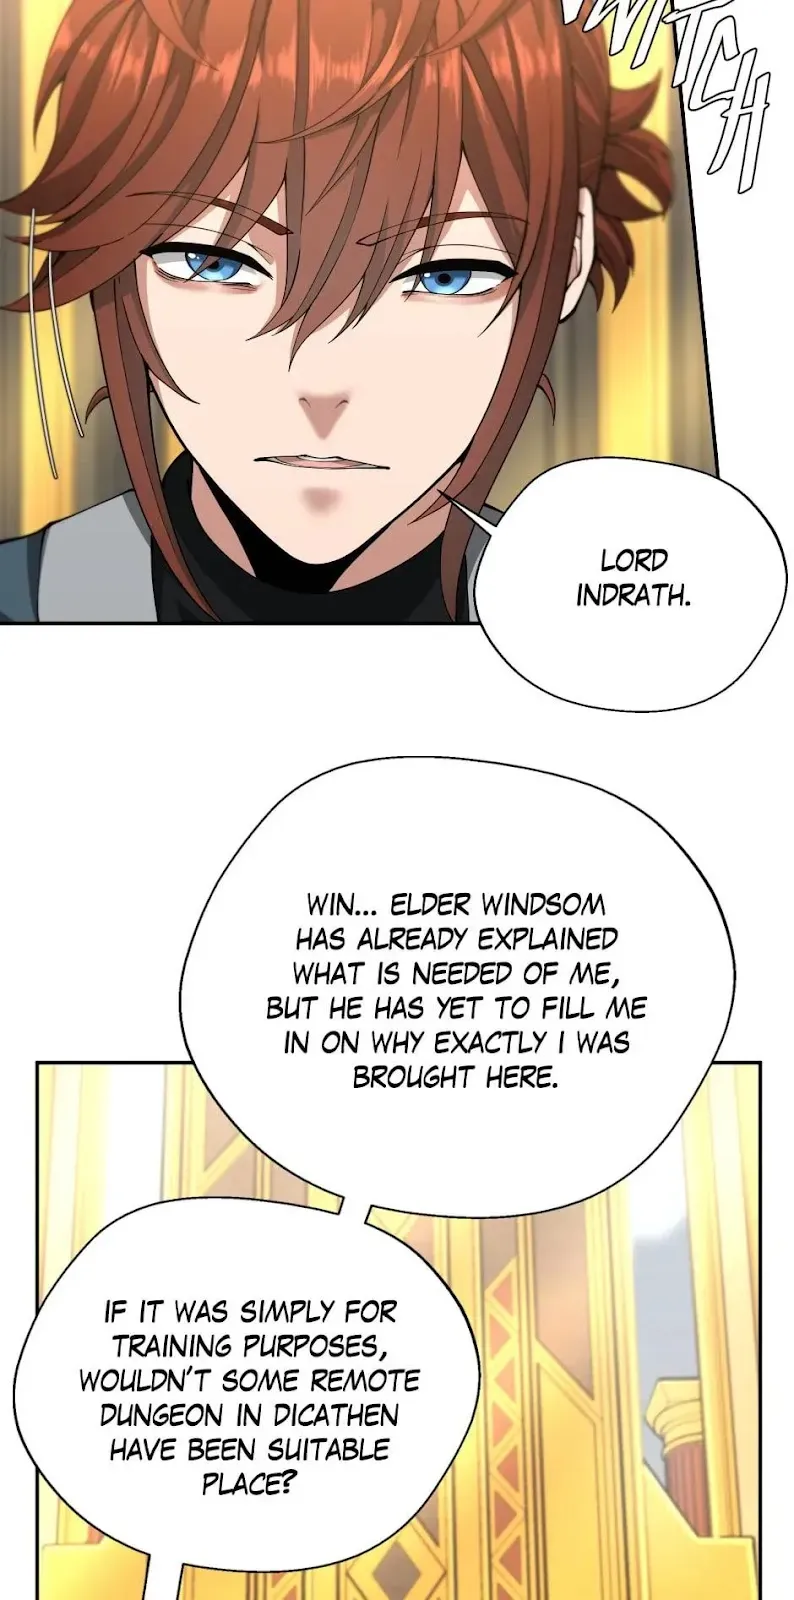 TWITCH
LORD
INDRATH.
WIN... ELDER WINDSOM
HAS ALREADY EXPLAINED
WHAT IS NEEDED OF ME,
BUT HE HAS YET TO FILL ME
IN ON WHY EXACTLY I WAS
BROUGHT HERE.
IF IT WAS SIMPLY FOR
TRAINING PURPOSES,
WOULDN'T SOME REMOTE
DUNGEON IN DICATHEN
HAVE BEEN SUITABLE
PLACE?